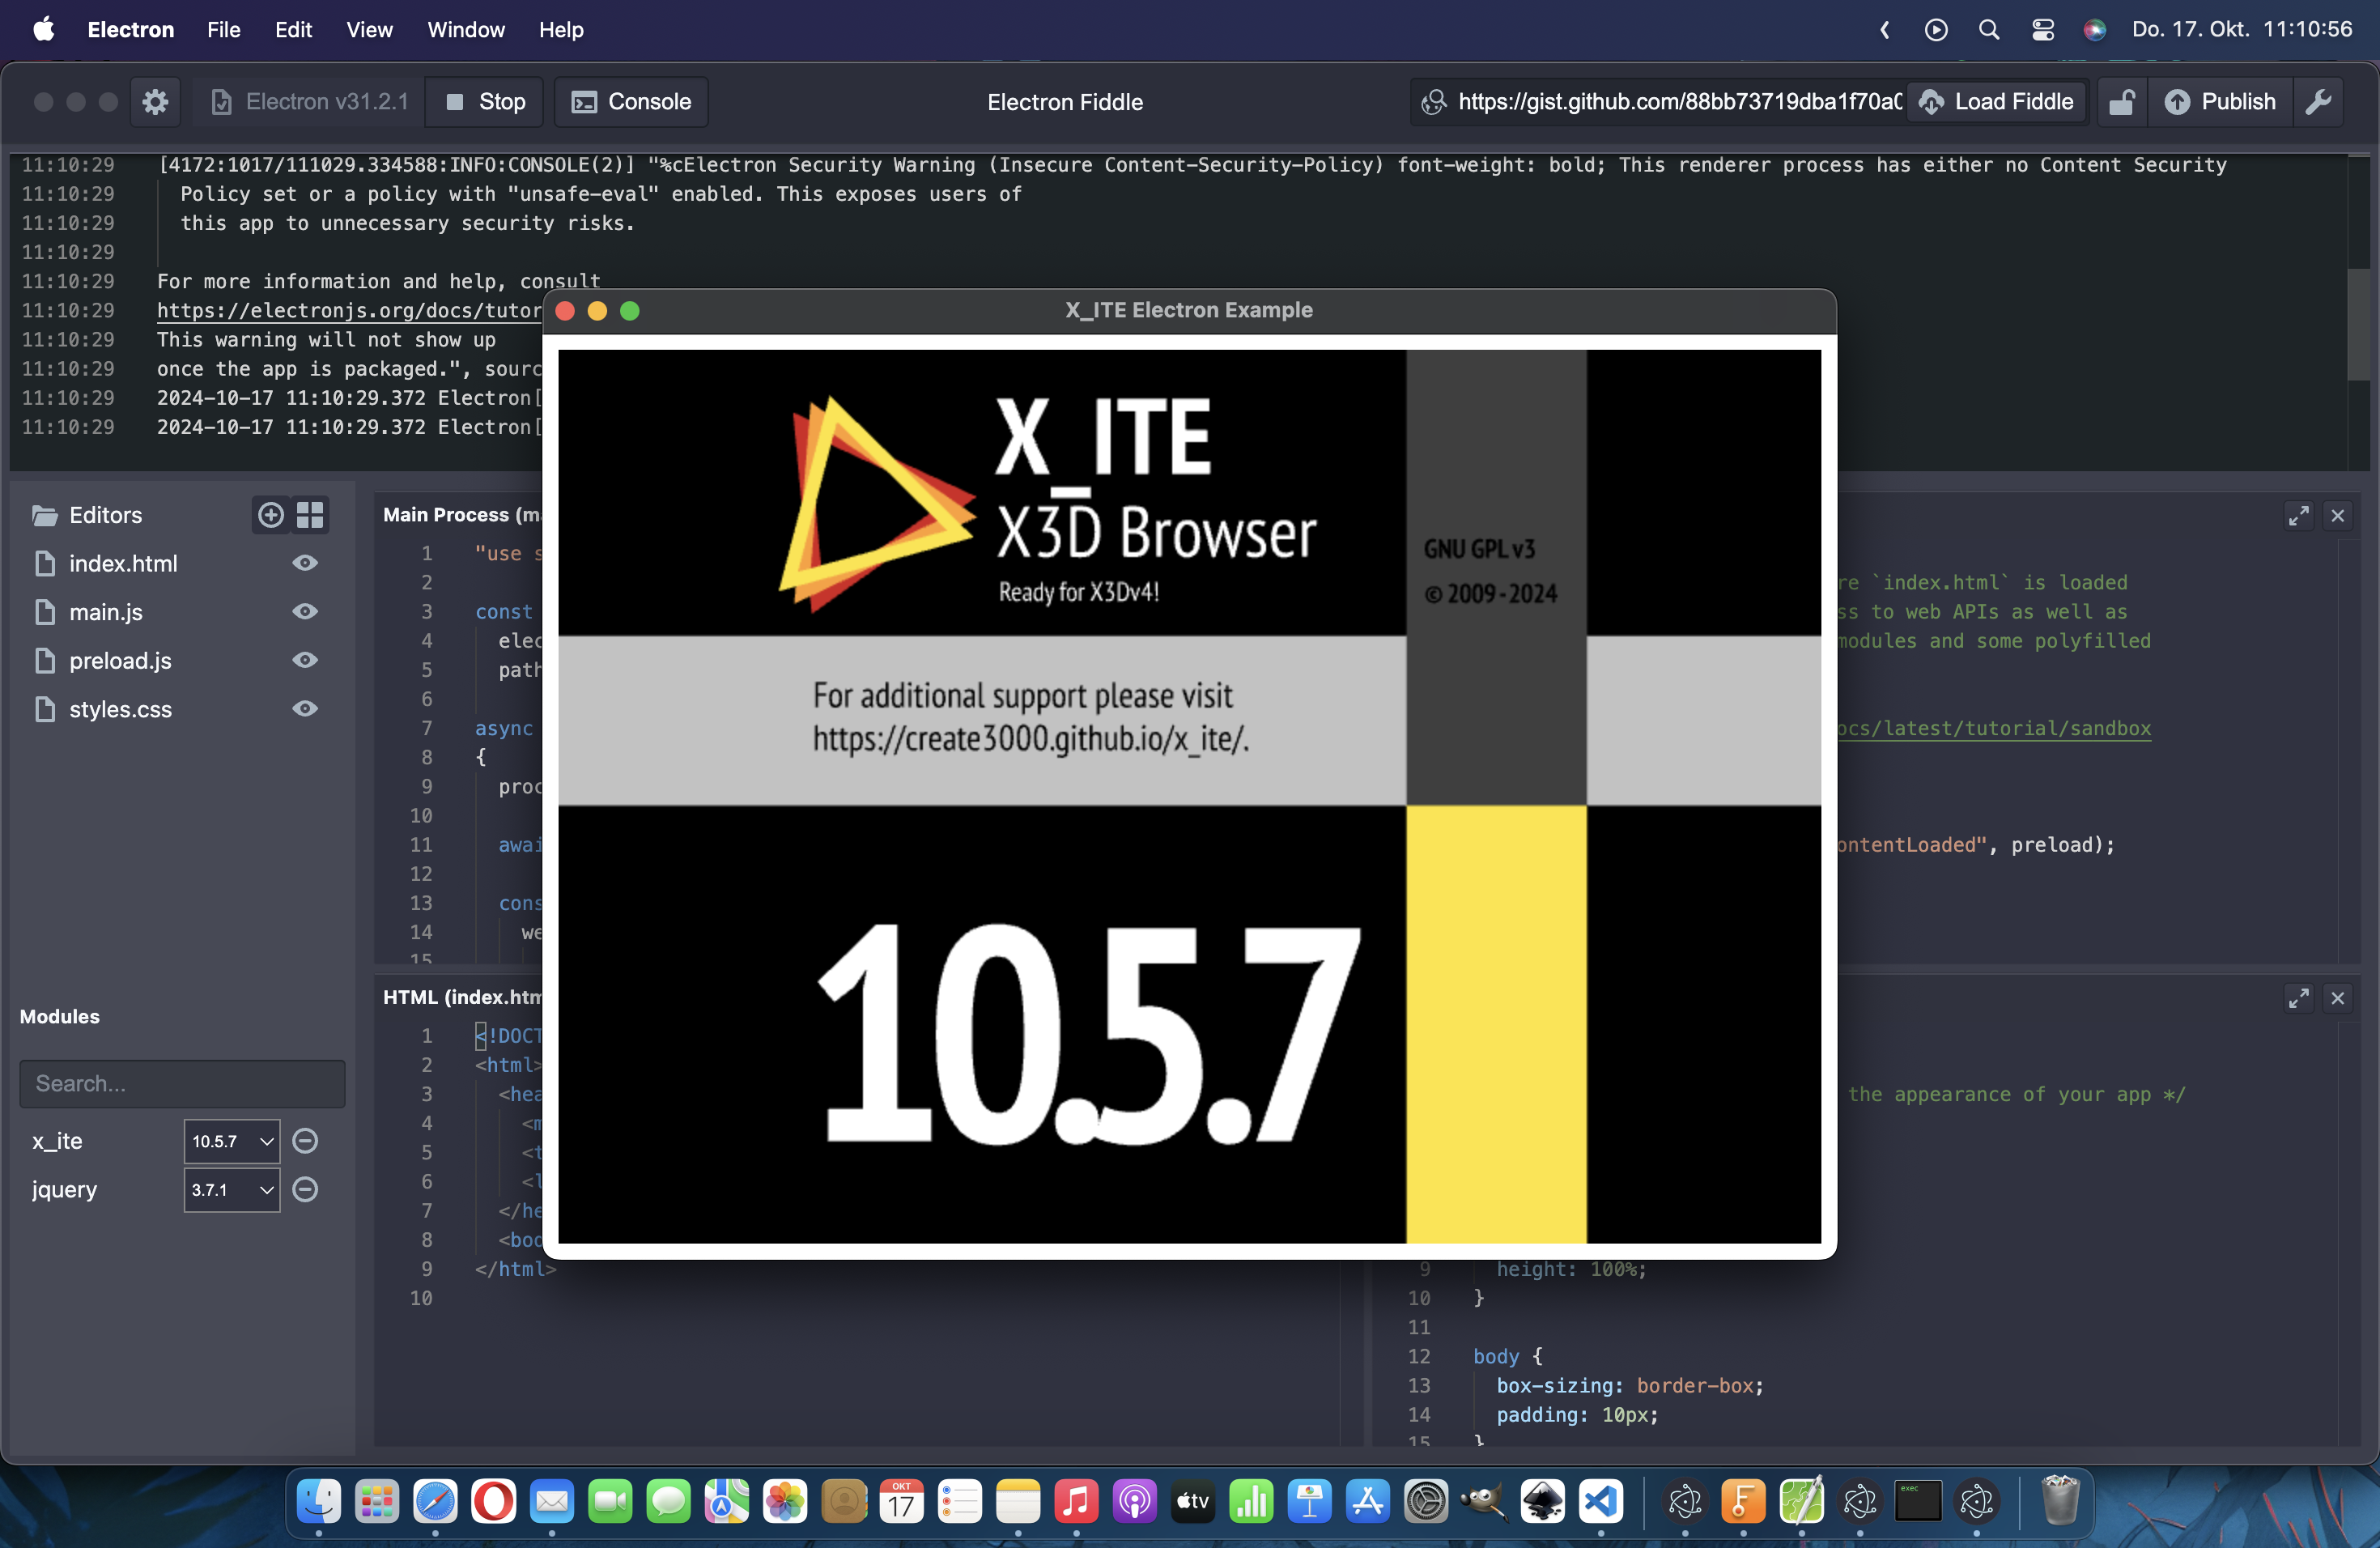 Electron File Edit View Window Help
Do. 17. Okt. 11:10:56
Electron v31.2.1
Stop
Console
Electron Fiddle
https://gist.github.com/88bb73719dba1f70a0
Load Fiddle
Publish
11:10:29 [4172:1017/111029.334588:INFO:CONSOLE(2)] "%cElectron Security Warning (Insecure Content-Security-Policy) font-weight: bold; This renderer process has either no Content Security
11:10:29 Policy set or a policy with "unsafe-eval" enabled. This exposes users of
11:10:29 this app to unnecessary security risks.
11:10:29
11:10:29 For more information and help, consult
11:10:29 https://electronjs.org/docs/tutor
11:10:29 This warning will not show up
11:10:29 once the app is packaged.", sourc
11:10:29 2024-10-17 11:10:29.372 Electron[
11:10:29 2024-10-17 11:10:29.372 Electron[
Editors
index.html
main.js
preload.js
styles.css
Modules
Search...
x_ite 10.5.7
jquery 3.7.1
Main Process (ma
1 "use s
2
3 const
4 elec
5 path
6
7 async
8 {
9 proc
10
11 awai
12
13 cons
14 we
15
HTML (index.htm
1 <!DOCT
2 <html>
3 <hea
4 <m
5 <t
6 <l
7 </he
8 <bod
9 </html>
10
X_ITE Electron Example
X_ITE
X3D Browser
Ready for X3Dv4!
GNU GPL v3
© 2009-2024
For additional support please visit
https://create3000.github.io/x_ite/.
10.5.7
re `index.html` is loaded
ss to web APIs as well as
modules and some polyfilled
ocs/latest/tutorial/sandbox
ontentLoaded", preload);
the appearance of your app */
9 height: 100%;
10 }
11
12 body {
13 box-sizing: border-box;
14 padding: 10px;
15 }
OKT
17
tv
exec